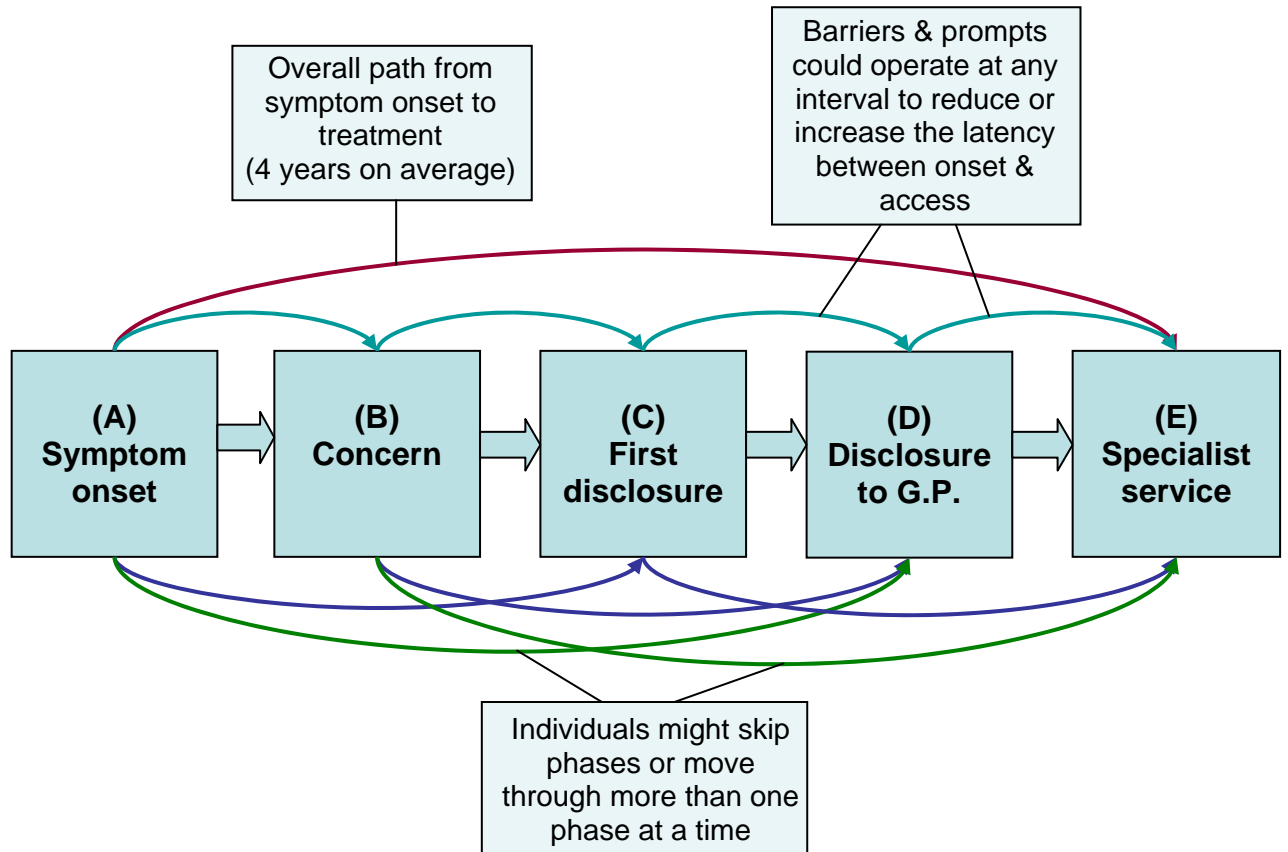 Overall path from
symptom onset to
treatment
(4 years on average)
Barriers & prompts
could operate at any
interval to reduce or
increase the latency
between onset &
access
(A)
Symptom
onset
(B)
Concern
(C)
First
disclosure
(D)
Disclosure
to G.P.
(E)
Specialist
service
Individuals might skip
phases or move
through more than one
phase at a time